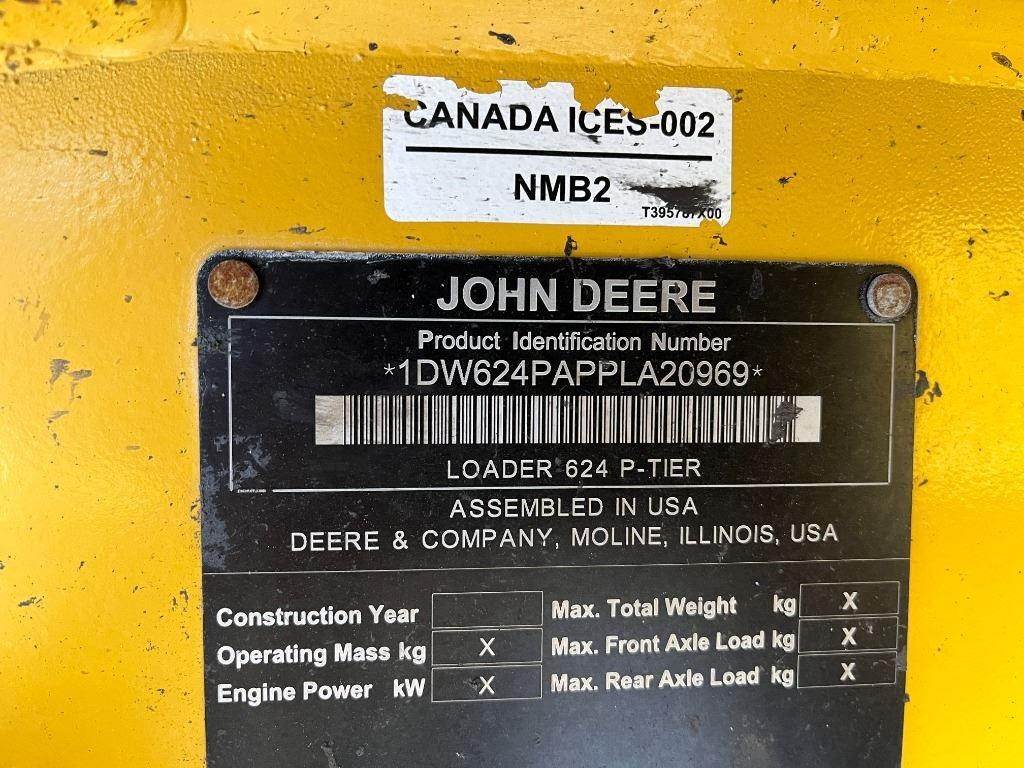 CANADA ICES-002
NMB2
JOHN DEERE
Product Identification Number
*1DW624PAPPLA20969*
LOADER 624 P-TIER
ASSEMBLED IN USA
DEERE & COMPANY, MOLINE, ILLINOIS, USA
Construction Year
Operating Mass kg X
Engine Power kW X
Max. Total Weight kg X
Max. Front Axle Load kg X
Max. Rear Axle Load kg X